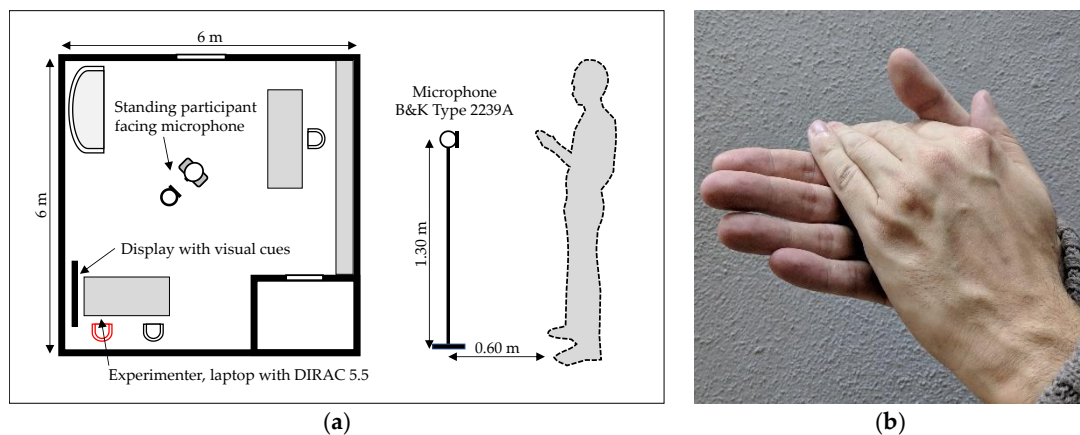 6 m
6 m
Standing participant
facing microphone
Display with visual cues
Experimenter, laptop with DIRAC 5.5
Microphone
B&K Type 2239A
1.30 m
0.60 m
(a)
(b)